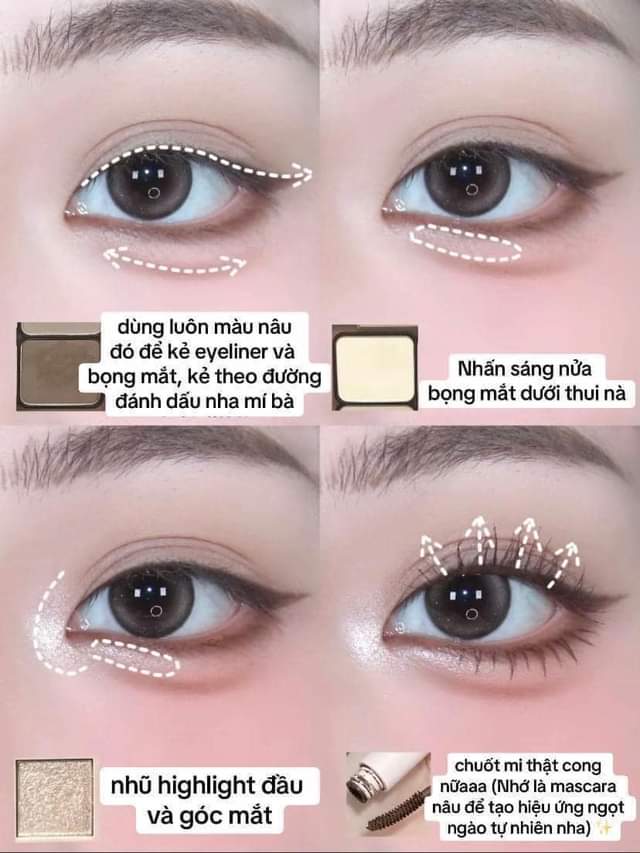 dùng luôn màu nâu
đó để kẻ eyeliner và
bọng mắt, kẻ theo đường
đánh dấu nha mí bà
Nhấn sáng nửa
bọng mắt dưới thui nà
nhũ highlight đầu
và góc mắt
chuốt mi thật cong
nữaaa (Nhớ là mascara
nâu để tạo hiệu ứng ngọt
ngào tự nhiên nha) ✨